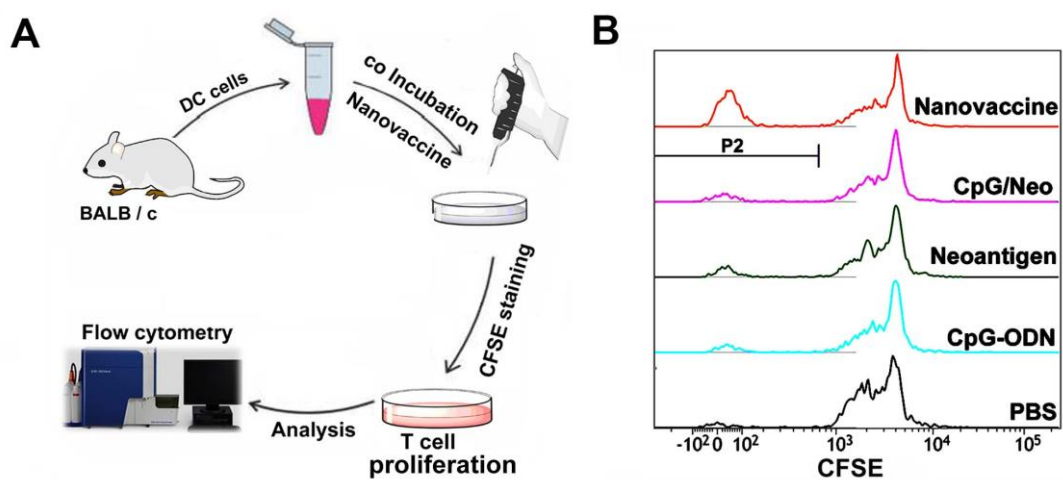 A
DC cells
co Incubation
Nanovaccine
BALB / c
CFSE staining
Flow cytometry
Analysis
T cell
proliferation
B
Nanovaccine
P2
CpG/Neo
Neoantigen
CpG-ODN
PBS
-10² 0 10² 10³ 10⁴ 10⁵
CFSE